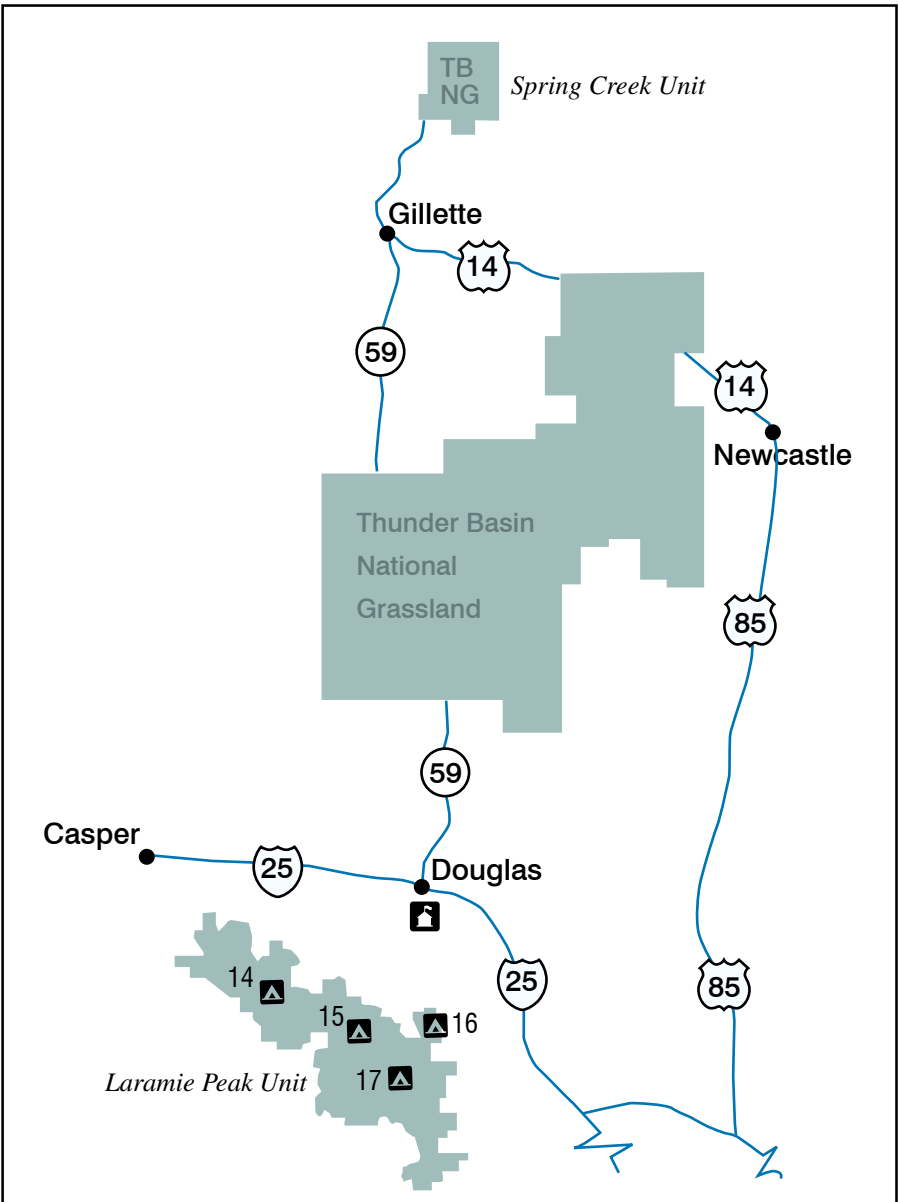 TB
NG
Spring Creek Unit
Gillette
14
59
14
Newcastle
Thunder Basin
National
Grassland
85
59
Casper
25
Douglas
14
25
85
15
16
17
Laramie Peak Unit